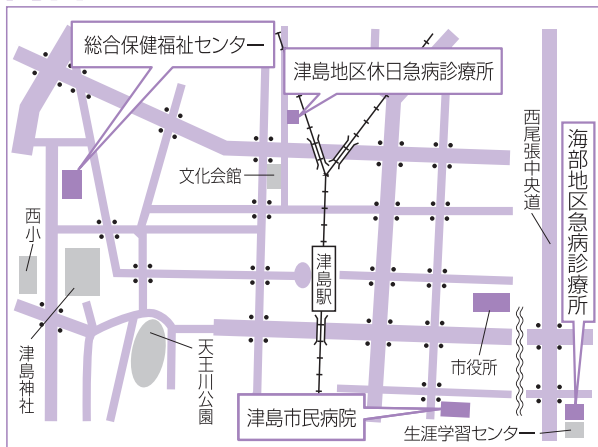 総合保健福祉センター
津島地区休日急病診療所
西尾張中央道
海部地区急病診療所
文化会館
西小
津島駅
市役所
津島神社
天王川公園
津島市民病院
生涯学習センター